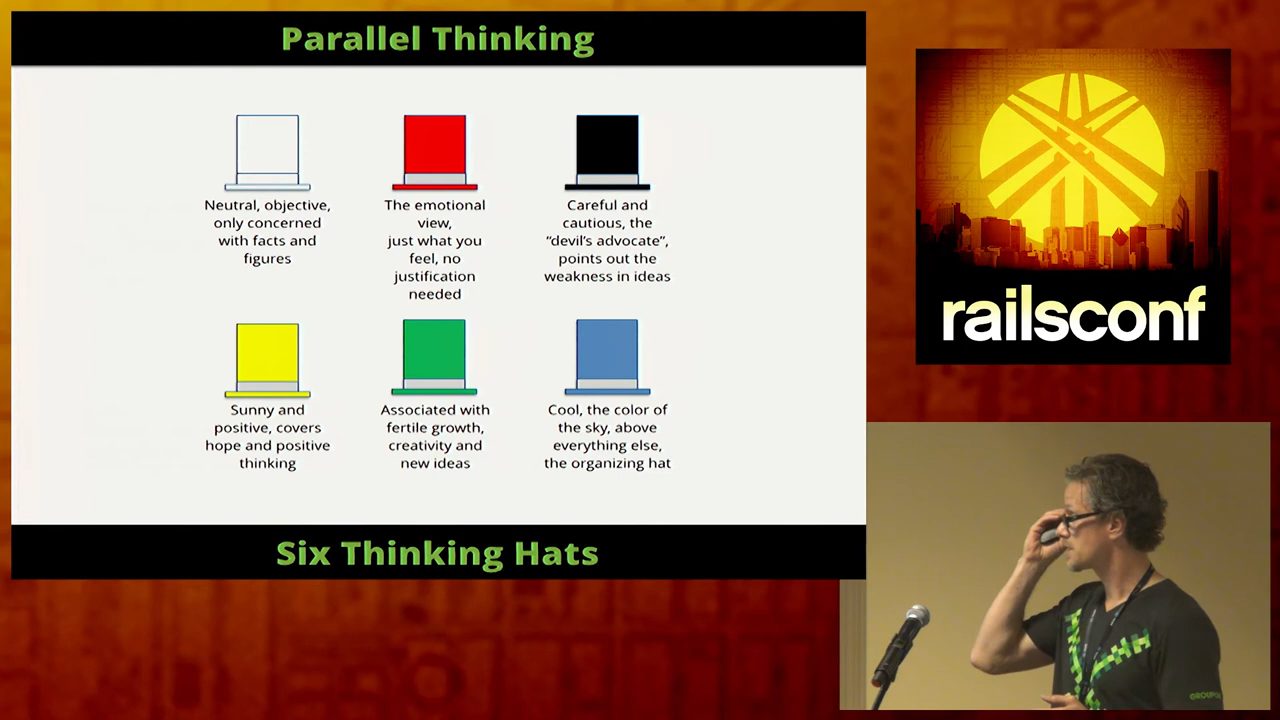 Parallel Thinking
Neutral, objective,
only concerned
with facts and
figures
The emotional
view,
just what you
feel, no
justification
needed
Careful and
cautious, the
“devil’s advocate”,
points out the
weakness in ideas
Sunny and
positive, covers
hope and positive
thinking
Associated with
fertile growth,
creativity and
new ideas
Cool, the color of
the sky, above
everything else,
the organizing hat
Six Thinking Hats
railsconf